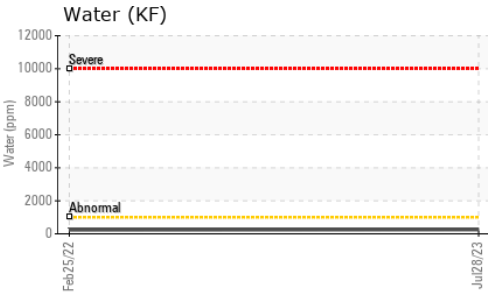 Water (KF)
12000
Severe
10000
8000
6000
4000
2000
Abnormal
0
Water (ppm)
Feb25/22
Jul28/23